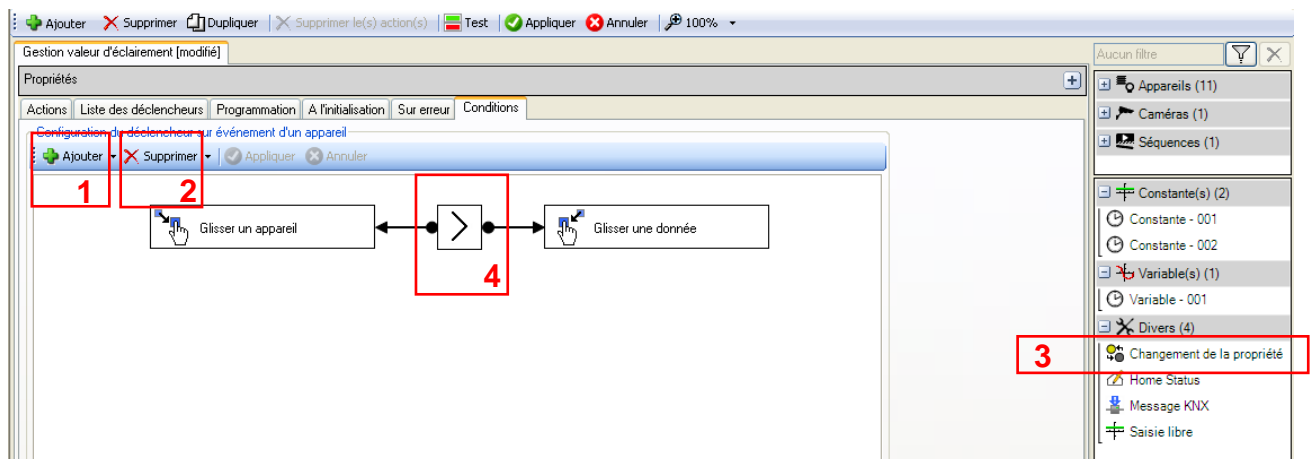 Ajouter Supprimer Dupliquer Supprimer le(s) action(s) Test Appliquer Annuler 100%
Gestion valeur d'éclairement [modifié]
Aucun filtre
Propriétés
Appareils (11)
Actions Liste des déclencheurs Programmation A l'initialisation Sur erreur Conditions
Caméras (1)
Configuration du déclencheur sur événement d'un appareil
Séquences (1)
Ajouter Supprimer Appliquer Annuler
1 2
Constante(s) (2)
Glisser un appareil > Glisser une donnée
Constante - 001
Constante - 002
4
Variable(s) (1)
Variable - 001
Divers (4)
3 Changement de la propriété
Home Status
Message KNX
Saisie libre